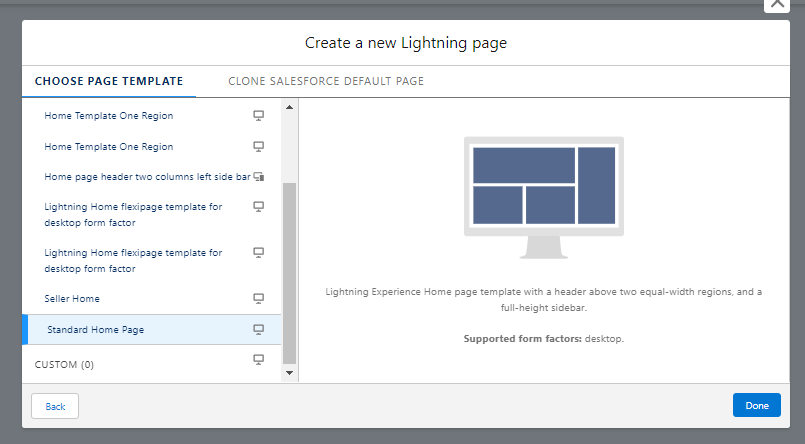 Create a new Lightning page
CHOOSE PAGE TEMPLATE
CLONE SALESFORCE DEFAULT PAGE
Home Template One Region
Home Template One Region
Home page header two columns left side bar
Lightning Home flexipage template for
desktop form factor
Lightning Home flexipage template for
desktop form factor
Seller Home
Standard Home Page
CUSTOM (0)
Lightning Experience Home page template with a header above two equal-width regions, and a
full-height sidebar.
Supported form factors: desktop.
Back
Done